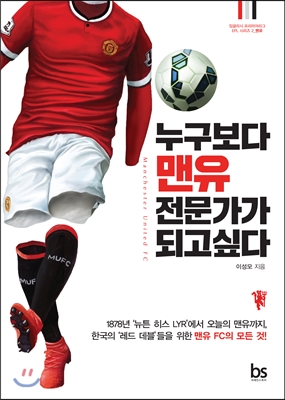 잉글리시 프리미어리그
EPL 시리즈 2_맨유
누구보다
맨유
전문가가
되고싶다
Manchester United FC
이성모 지음
MUFC
MUFC
1878년 '뉴튼 히스 LYR'에서 오늘의 맨유까지,
한국의 '레드 데블'들을 위한 맨유 FC의 모든 것!
bs